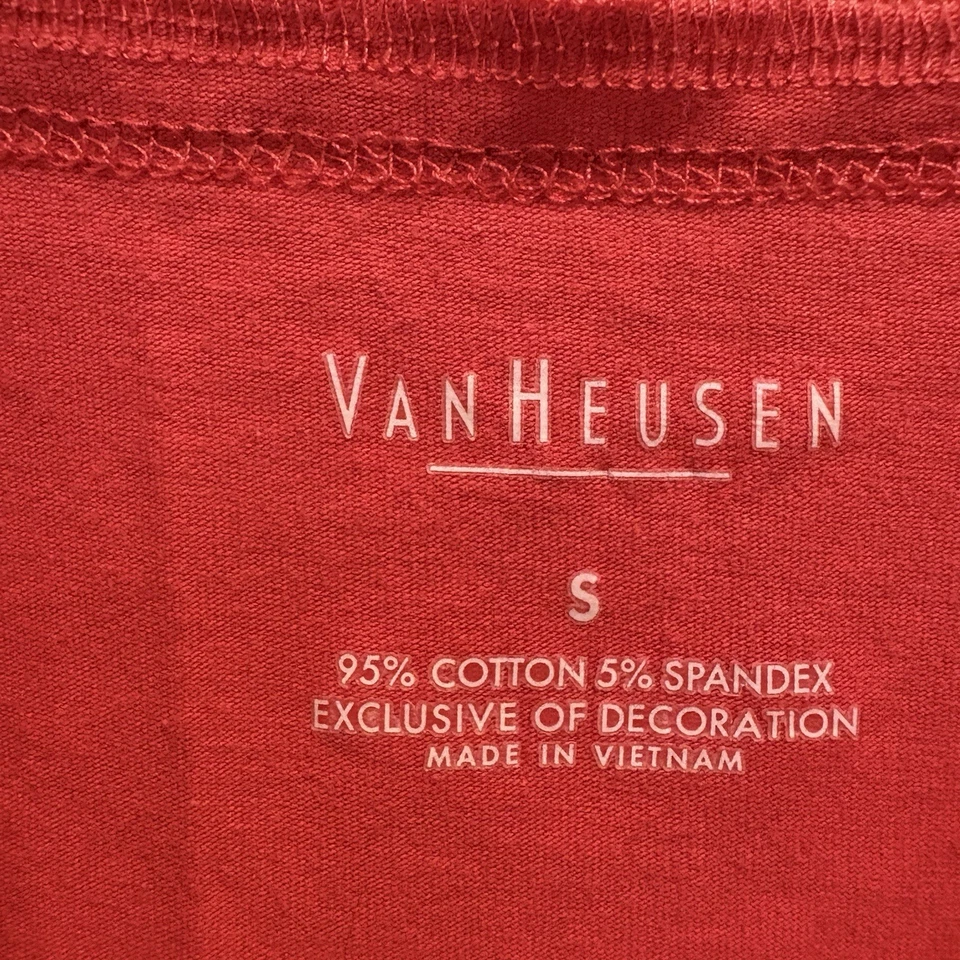 VANHEUSEN
S
95% COTTON 5% SPANDEX
EXCLUSIVE OF DECORATION
MADE IN VIETNAM